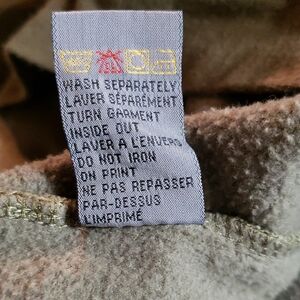 WASH SEPARATELY
LAVER SÉPARÉMENT
TURN GARMENT
INSIDE OUT
LAVER A L'ENVERS
DO NOT IRON
ON PRINT
NE PAS REPASSER
PAR-DESSUS
L'IMPRIMÉ